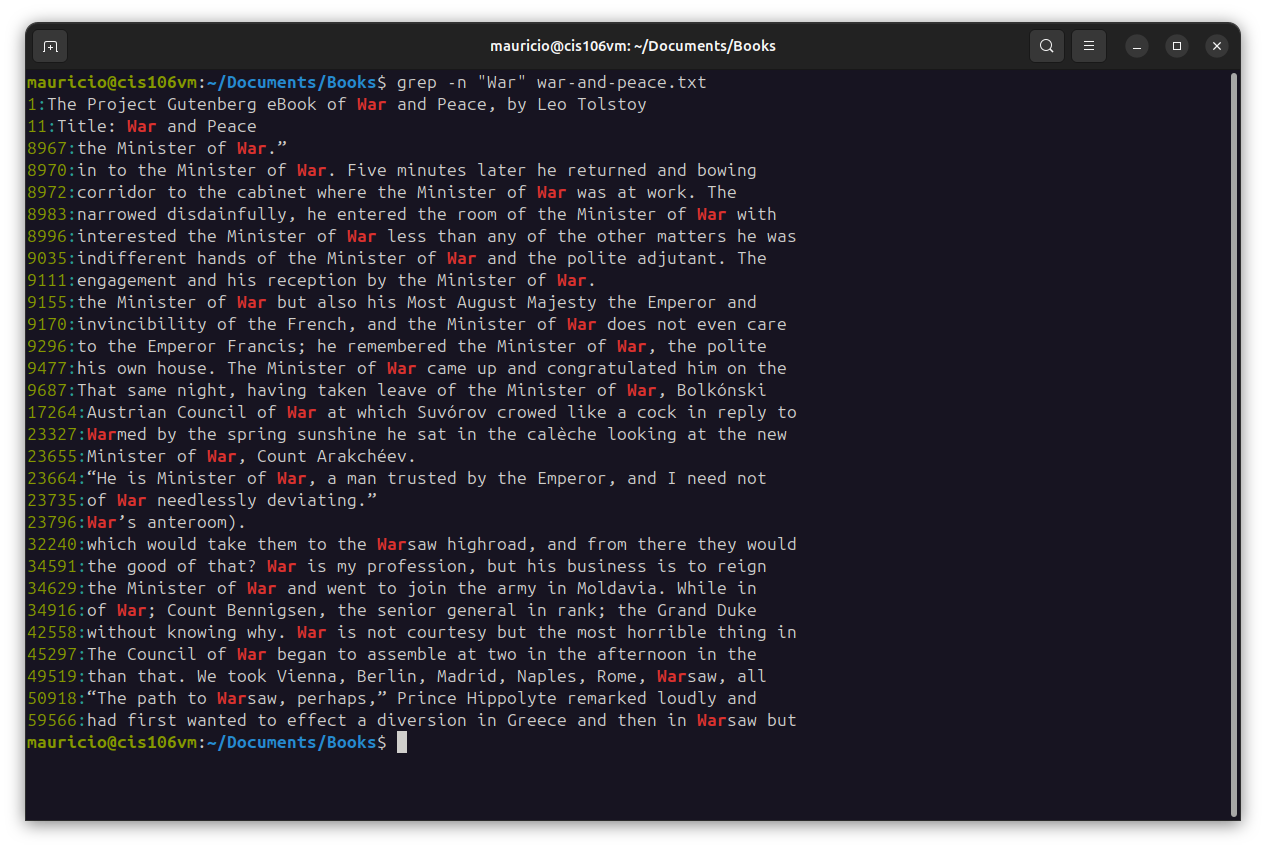 mauricio@cis106vm: ~/Documents/Books
mauricio@cis106vm:~/Documents/Books$ grep -n "War" war-and-peace.txt
1:The Project Gutenberg eBook of War and Peace, by Leo Tolstoy
11:Title: War and Peace
8967:the Minister of War.”
8970:in to the Minister of War. Five minutes later he returned and bowing
8972:corridor to the cabinet where the Minister of War was at work. The
8983:narrowed disdainfully, he entered the room of the Minister of War with
8996:interested the Minister of War less than any of the other matters he was
9035:indifferent hands of the Minister of War and the polite adjutant. The
9111:engagement and his reception by the Minister of War.
9155:the Minister of War but also his Most August Majesty the Emperor and
9170:invincibility of the French, and the Minister of War does not even care
9296:to the Emperor Francis; he remembered the Minister of War, the polite
9477:his own house. The Minister of War came up and congratulated him on the
9687:That same night, having taken leave of the Minister of War, Bolkónski
17264:Austrian Council of War at which Suvórov crowed like a cock in reply to
23327:Warmed by the spring sunshine he sat in the calèche looking at the new
23655:Minister of War, Count Arakchéev.
23664:“He is Minister of War, a man trusted by the Emperor, and I need not
23735:of War needlessly deviating.”
23796:War’s anteroom).
32240:which would take them to the Warsaw highroad, and from there they would
34591:the good of that? War is my profession, but his business is to reign
34629:the Minister of War and went to join the army in Moldavia. While in
34916:of War; Count Bennigsen, the senior general in rank; the Grand Duke
42558:without knowing why. War is not courtesy but the most horrible thing in
45297:The Council of War began to assemble at two in the afternoon in the
49519:than that. We took Vienna, Berlin, Madrid, Naples, Rome, Warsaw, all
50918:“The path to Warsaw, perhaps,” Prince Hippolyte remarked loudly and
59566:had first wanted to effect a diversion in Greece and then in Warsaw but
mauricio@cis106vm:~/Documents/Books$